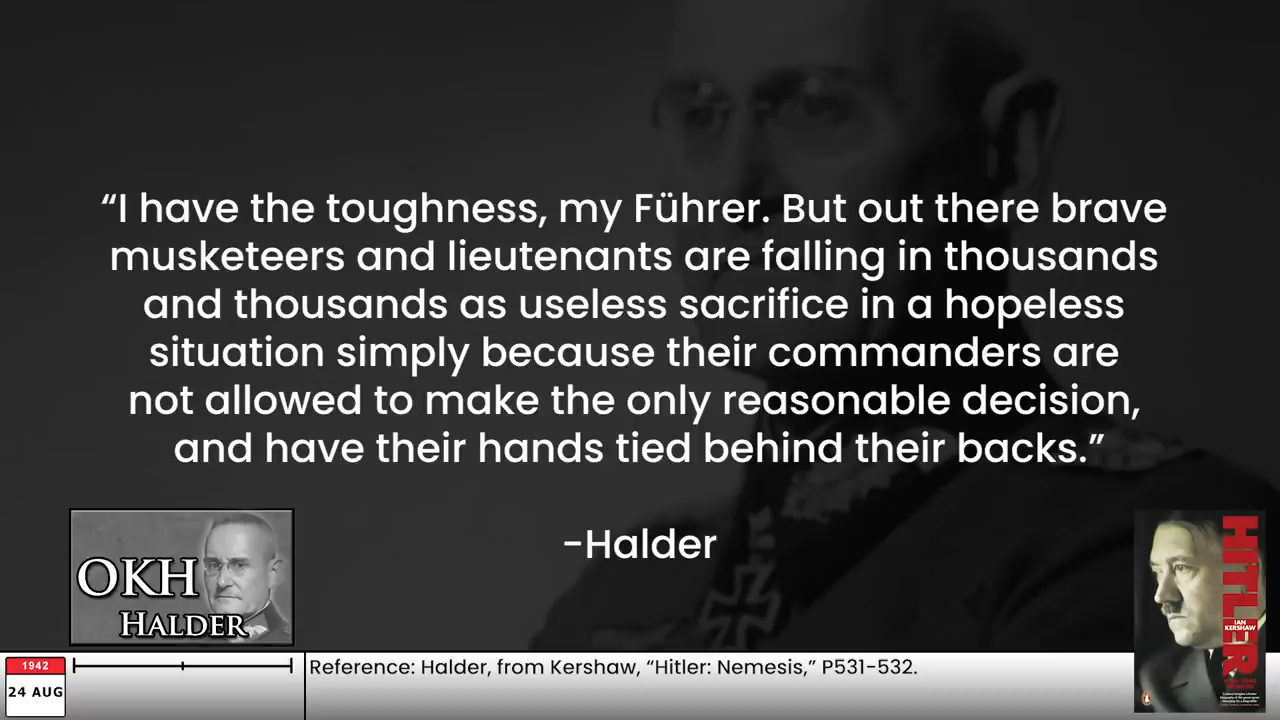 “I have the toughness, my Führer. But out there brave
musketeers and lieutenants are falling in thousands
and thousands as useless sacrifice in a hopeless
situation simply because their commanders are
not allowed to make the only reasonable decision,
and have their hands tied behind their backs.”
-Halder
OKH
HALDER
HITLER
IAN
KERSHAW
1942
24 AUG
Reference: Halder, from Kershaw, “Hitler: Nemesis,” P531-532.